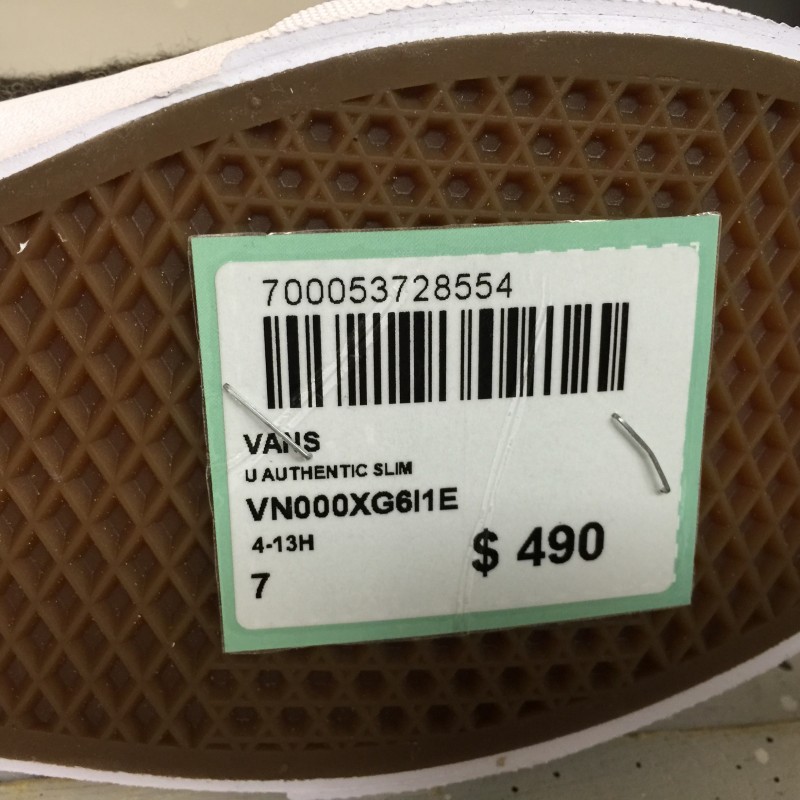 700053728554
VANS
U AUTHENTIC SLIM
VN000XG6I1E
4-13H
$ 490
7